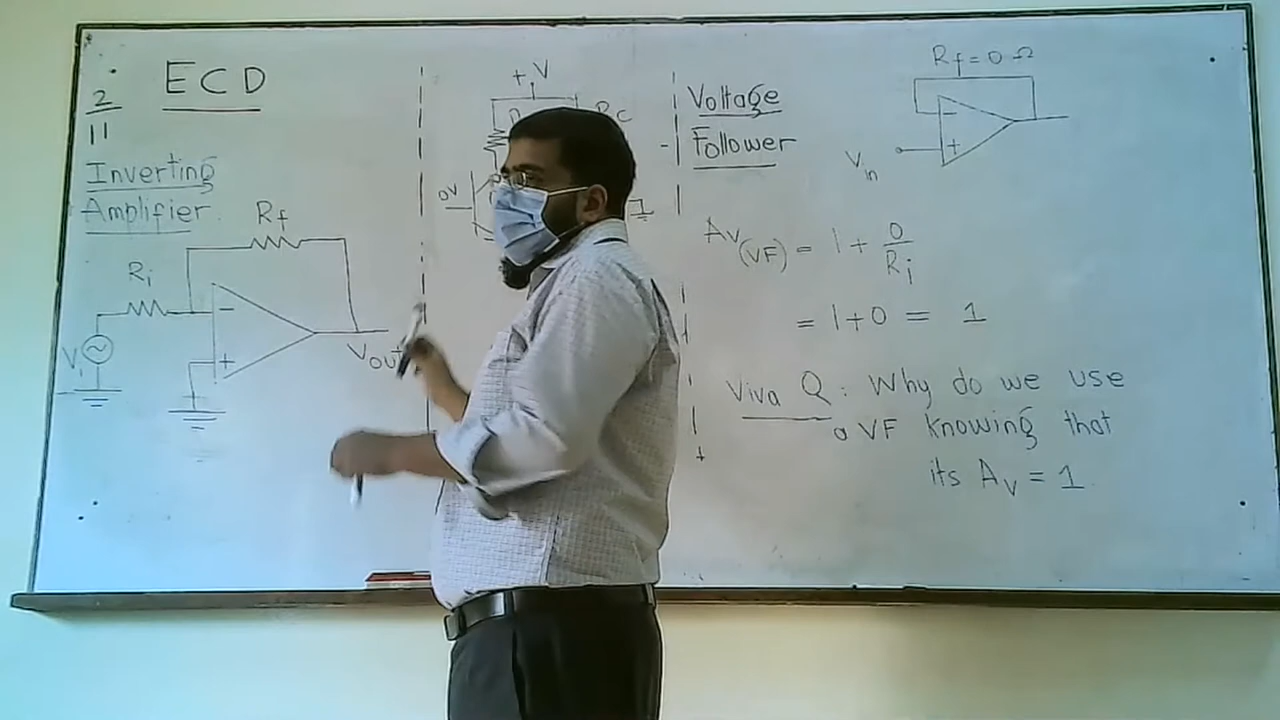 ECD
2
11
Inverting
Amplifier.
Rf
Ri
-
+
Vi
Vout
+V
Rc
0V
Voltage
Follower
Rf = 0 Ω
-
+
Vin
Av(VF) = 1 + 0/Ri
= 1+0 = 1
Viva Q: Why do we use
a VF knowing that
its Av = 1